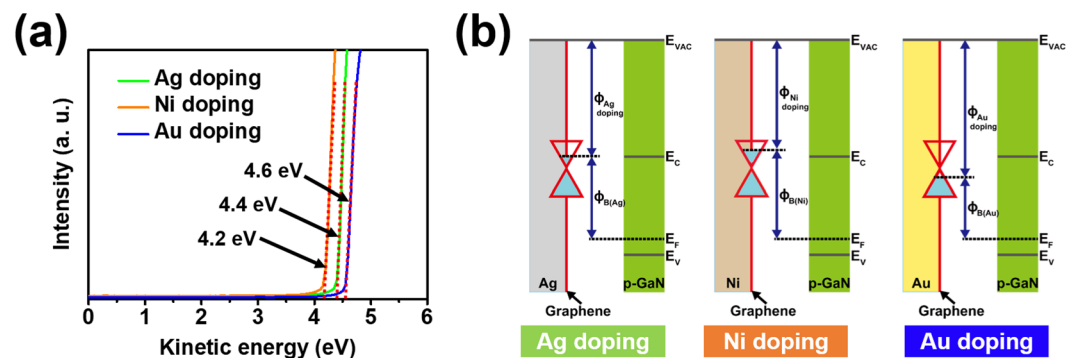 (a)
Intensity (a. u.)
Ag doping
Ni doping
Au doping
4.6 eV
4.4 eV
4.2 eV
0 1 2 3 4 5 6
Kinetic energy (eV)
(b)
E_VAC
ϕ_Ag doping
E_C
ϕ_B(Ag)
E_F
E_V
Ag
p-GaN
Graphene
Ag doping
E_VAC
ϕ_Ni doping
E_C
ϕ_B(Ni)
E_F
E_V
Ni
p-GaN
Graphene
Ni doping
E_VAC
ϕ_Au doping
E_C
ϕ_B(Au)
E_F
E_V
Au
p-GaN
Graphene
Au doping